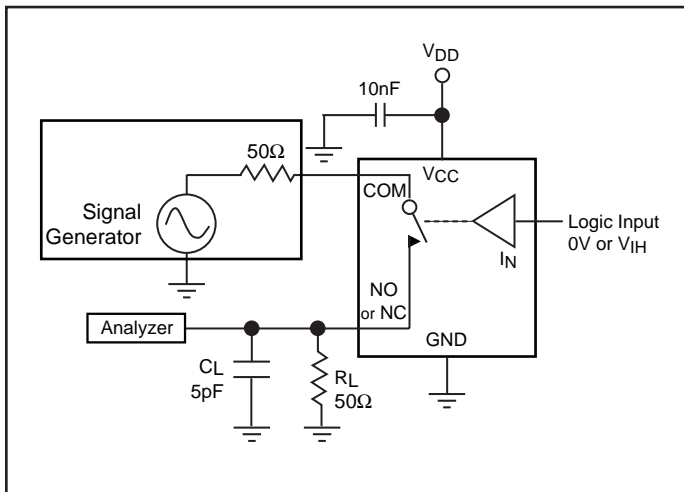 VDD
10nF
50Ω
VCC
COM
Signal
Generator
Logic Input
0V or VIH
IN
NO
or NC
Analyzer
GND
CL
5pF
RL
50Ω